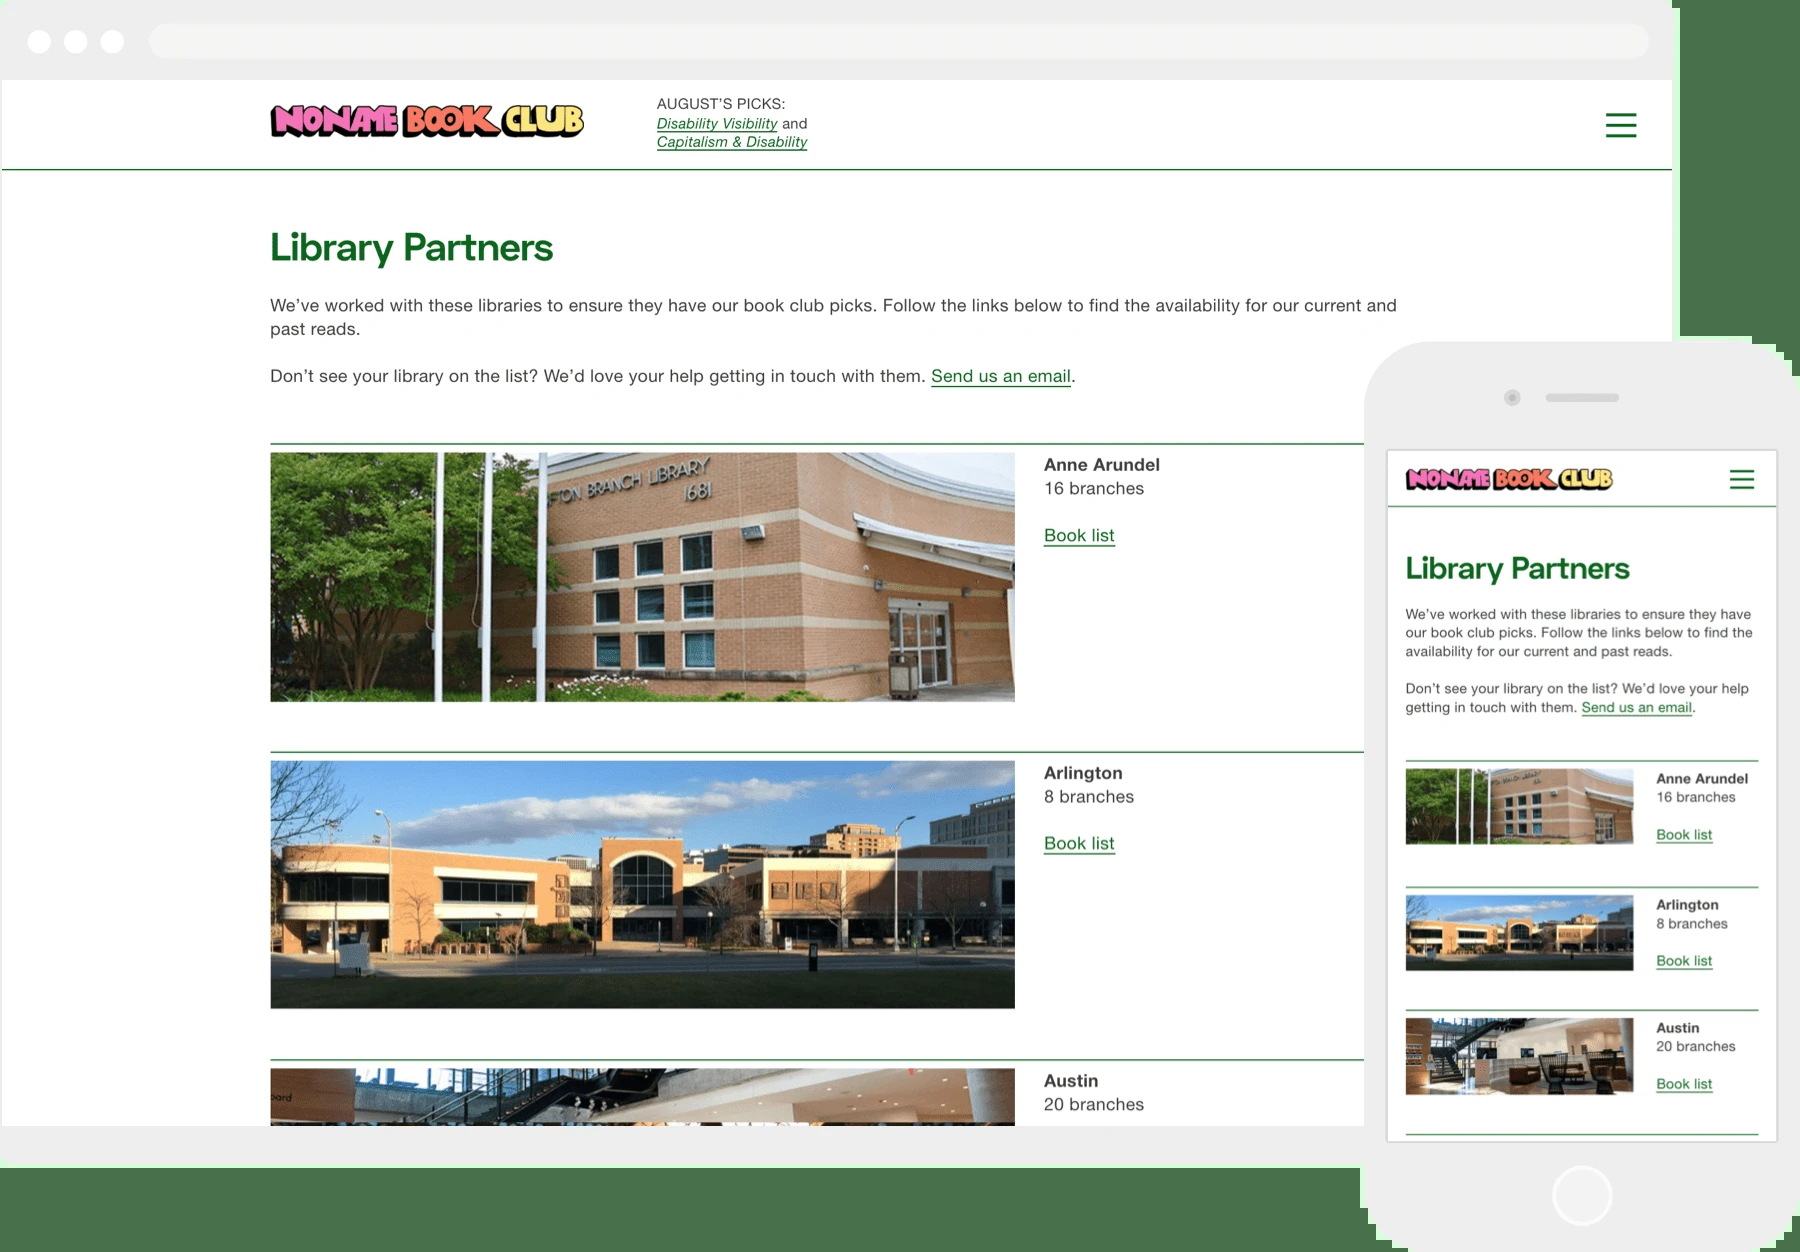 NONAME BOOK CLUB
AUGUST'S PICKS:
Disability Visibility and
Capitalism & Disability
Library Partners
We've worked with these libraries to ensure they have our book club picks. Follow the links below to find the availability for our current and
past reads.
Don't see your library on the list? We'd love your help getting in touch with them. Send us an email.
BRANCH LIBRARY
1681
Anne Arundel
16 branches
Book list
Arlington
8 branches
Book list
Austin
20 branches
NONAME BOOK CLUB
Library Partners
We've worked with these libraries to ensure they have
our book club picks. Follow the links below to find the
availability for our current and past reads.
Don't see your library on the list? We'd love your help
getting in touch with them. Send us an email.
Anne Arundel
16 branches
Book list
Arlington
8 branches
Book list
Austin
20 branches
Book list